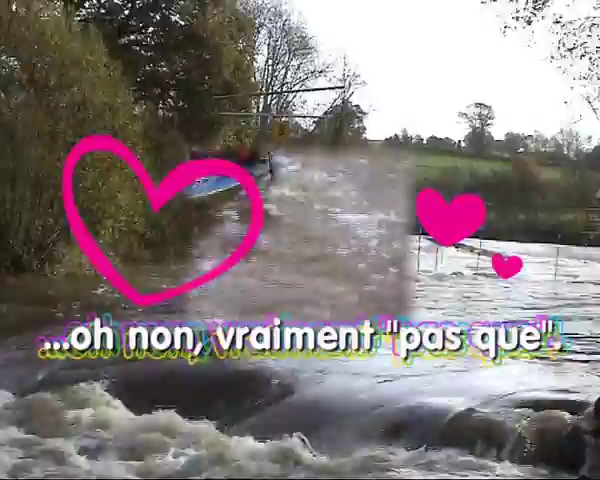 ...oh non, vraiment "pas que".